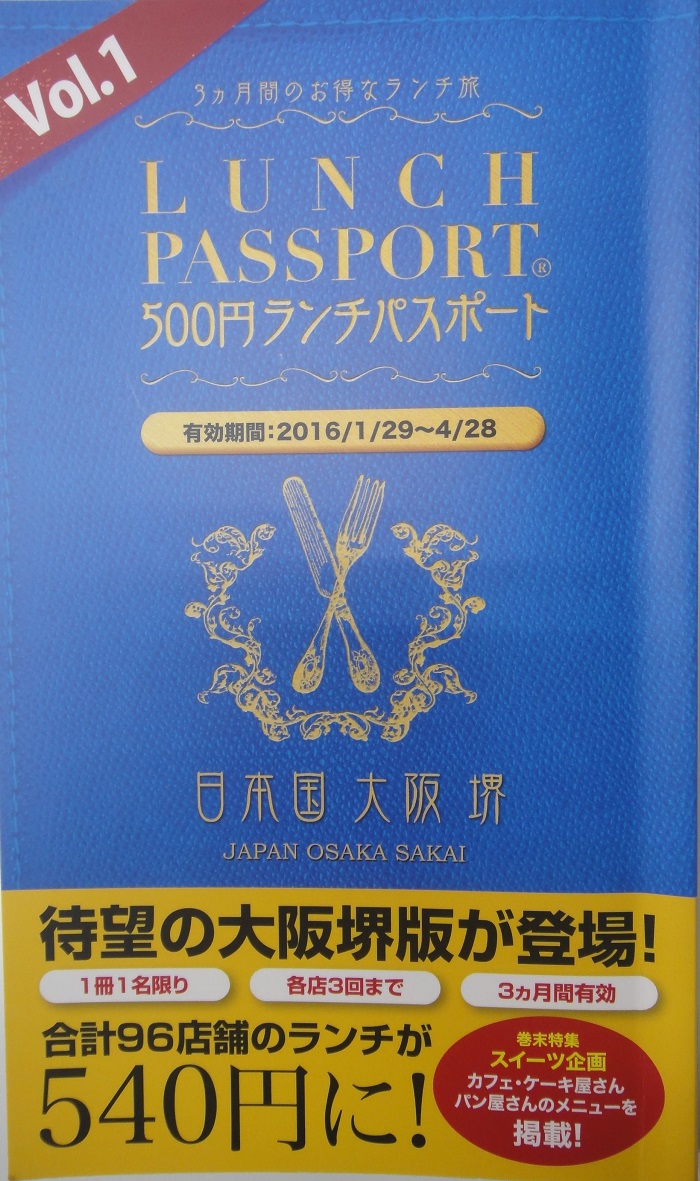 Vol.1
3ヵ月間のお得なランチ旅
LUNCH
PASSPORT®
500円ランチパスポート
有効期間:2016/1/29〜4/28
日本国 大阪 堺
JAPAN OSAKA SAKAI
待望の大阪堺版が登場!
1冊1名限り
各店3回まで
3ヵ月間有効
合計96店舗のランチが
540円に!
巻末特集
スイーツ企画
カフェ・ケーキ屋さん
パン屋さんのメニューを
掲載!